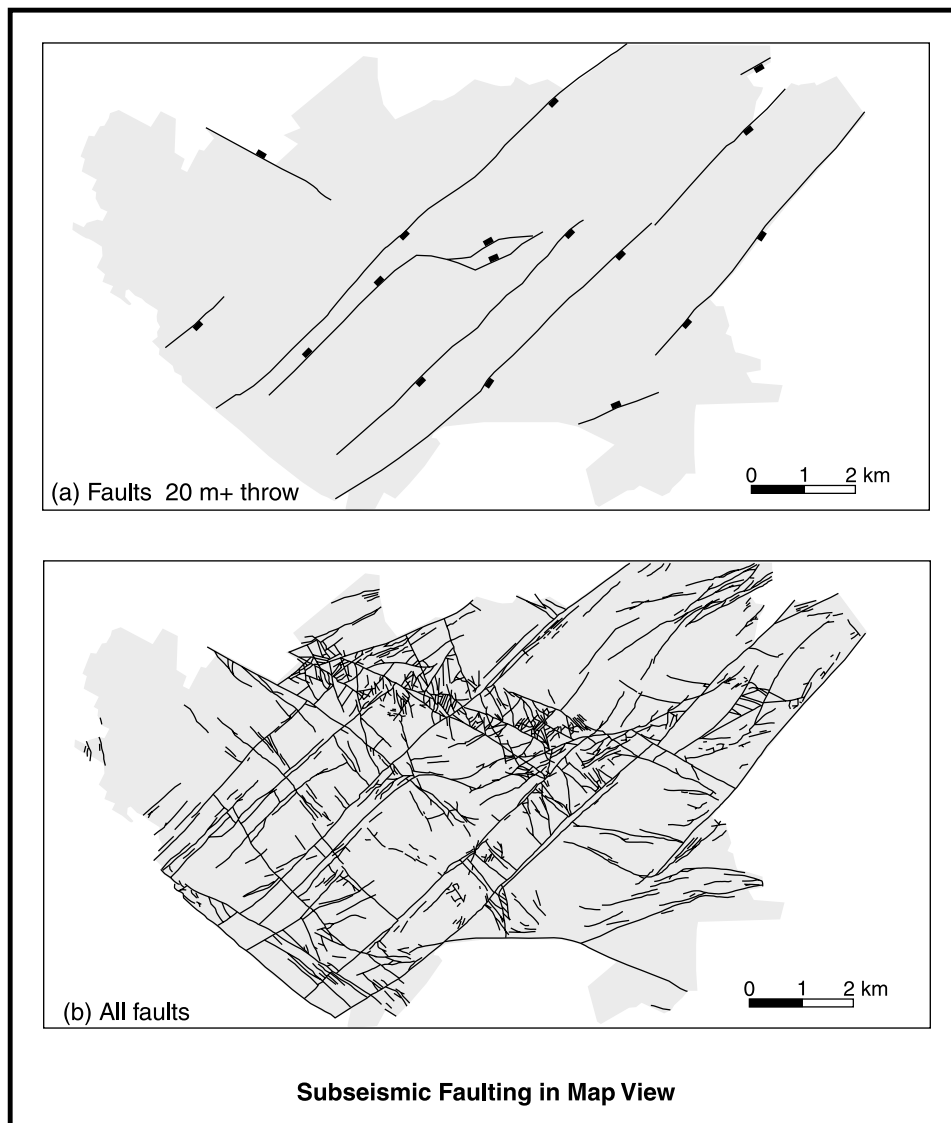 0 1 2 km
(a) Faults 20 m+ throw
0 1 2 km
(b) All faults
Subseismic Faulting in Map View